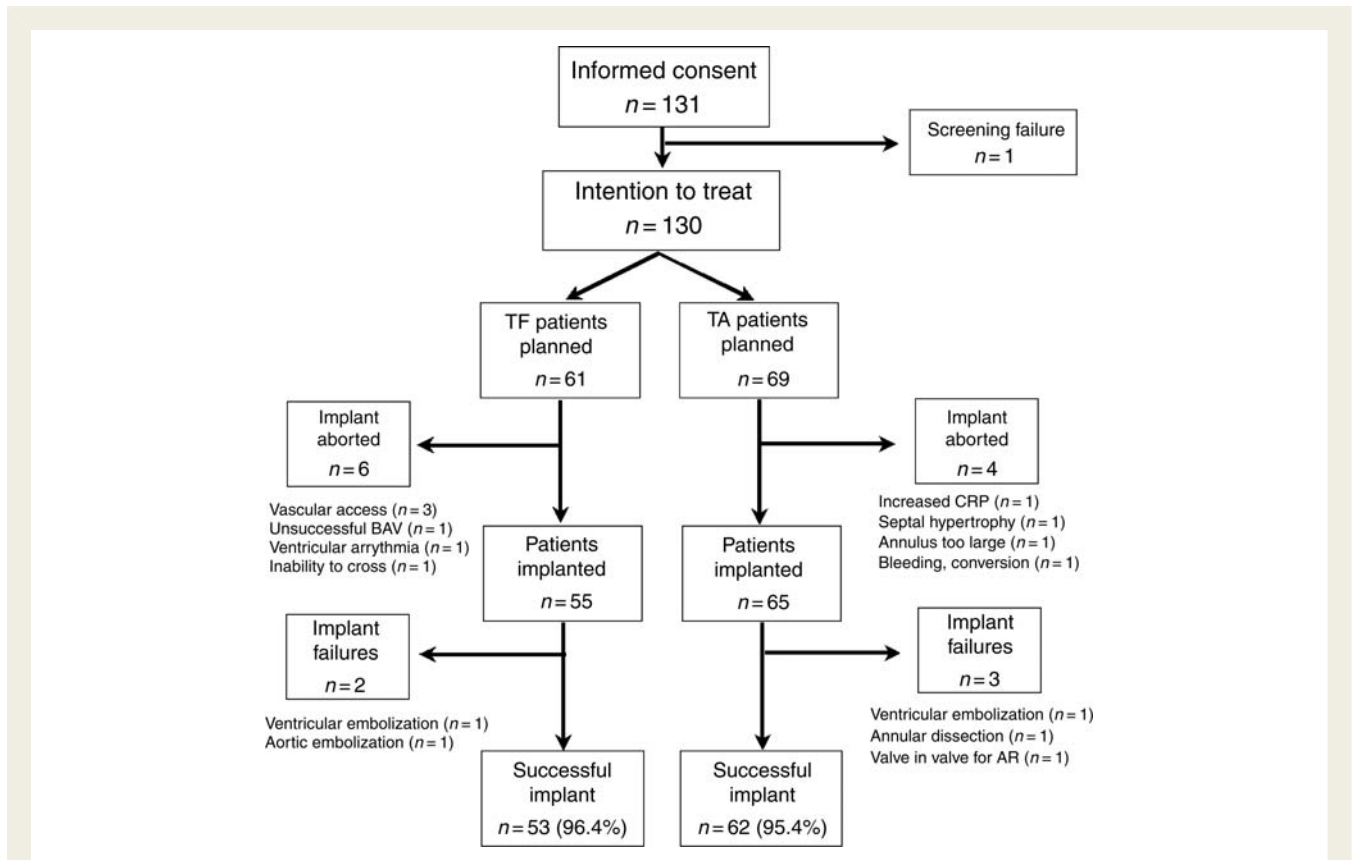 Informed consent
n = 131
Screening failure
n = 1
Intention to treat
n = 130
TF patients
planned
n = 61
TA patients
planned
n = 69
Implant
aborted
n = 6
Vascular access (n = 3)
Unsuccessful BAV (n = 1)
Ventricular arrythmia (n = 1)
Inability to cross (n = 1)
Implant
aborted
n = 4
Increased CRP (n = 1)
Septal hypertrophy (n = 1)
Annulus too large (n = 1)
Bleeding, conversion (n = 1)
Patients
implanted
n = 55
Patients
implanted
n = 65
Implant
failures
n = 2
Ventricular embolization (n = 1)
Aortic embolization (n = 1)
Implant
failures
n = 3
Ventricular embolization (n = 1)
Annular dissection (n = 1)
Valve in valve for AR (n = 1)
Successful
implant
n = 53 (96.4%)
Successful
implant
n = 62 (95.4%)